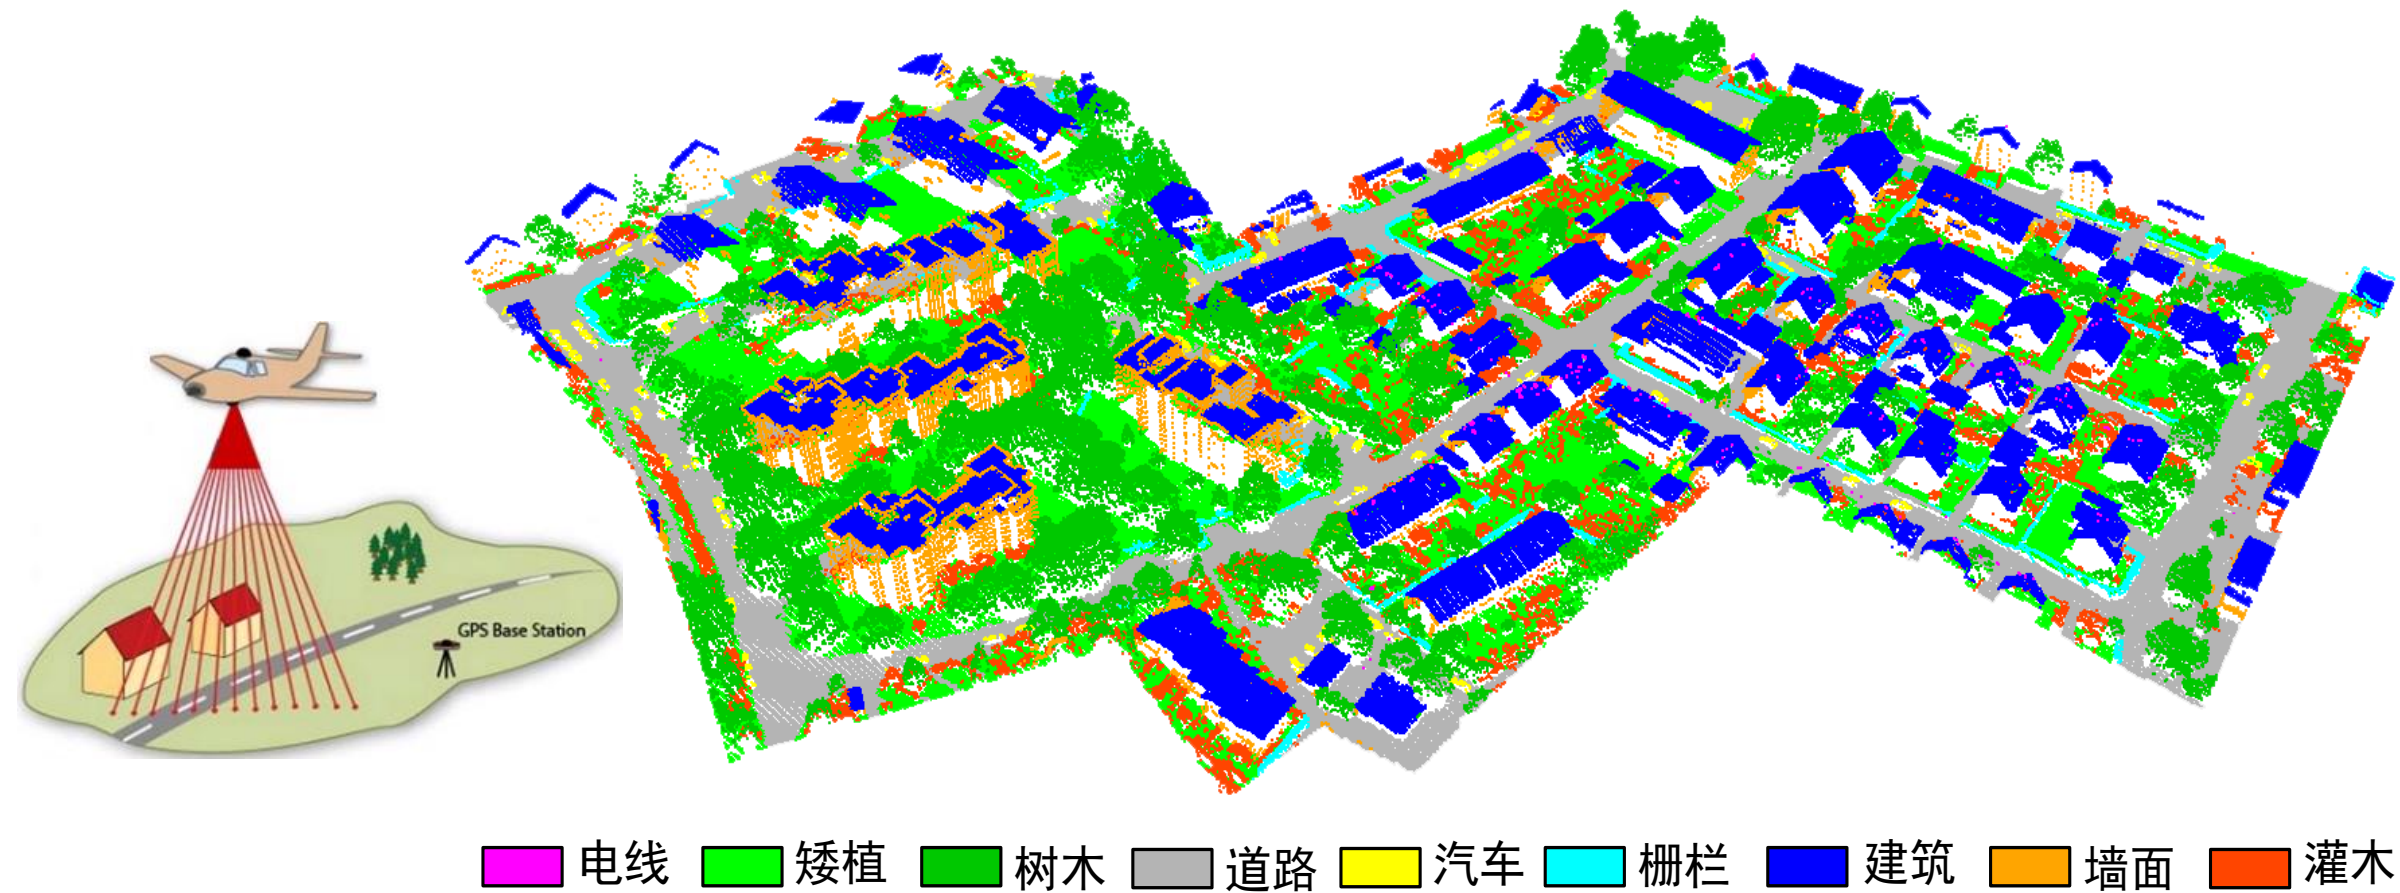 GPS Base Station
电线 矮植 树木 道路 汽车 栅栏 建筑 墙面 灌木